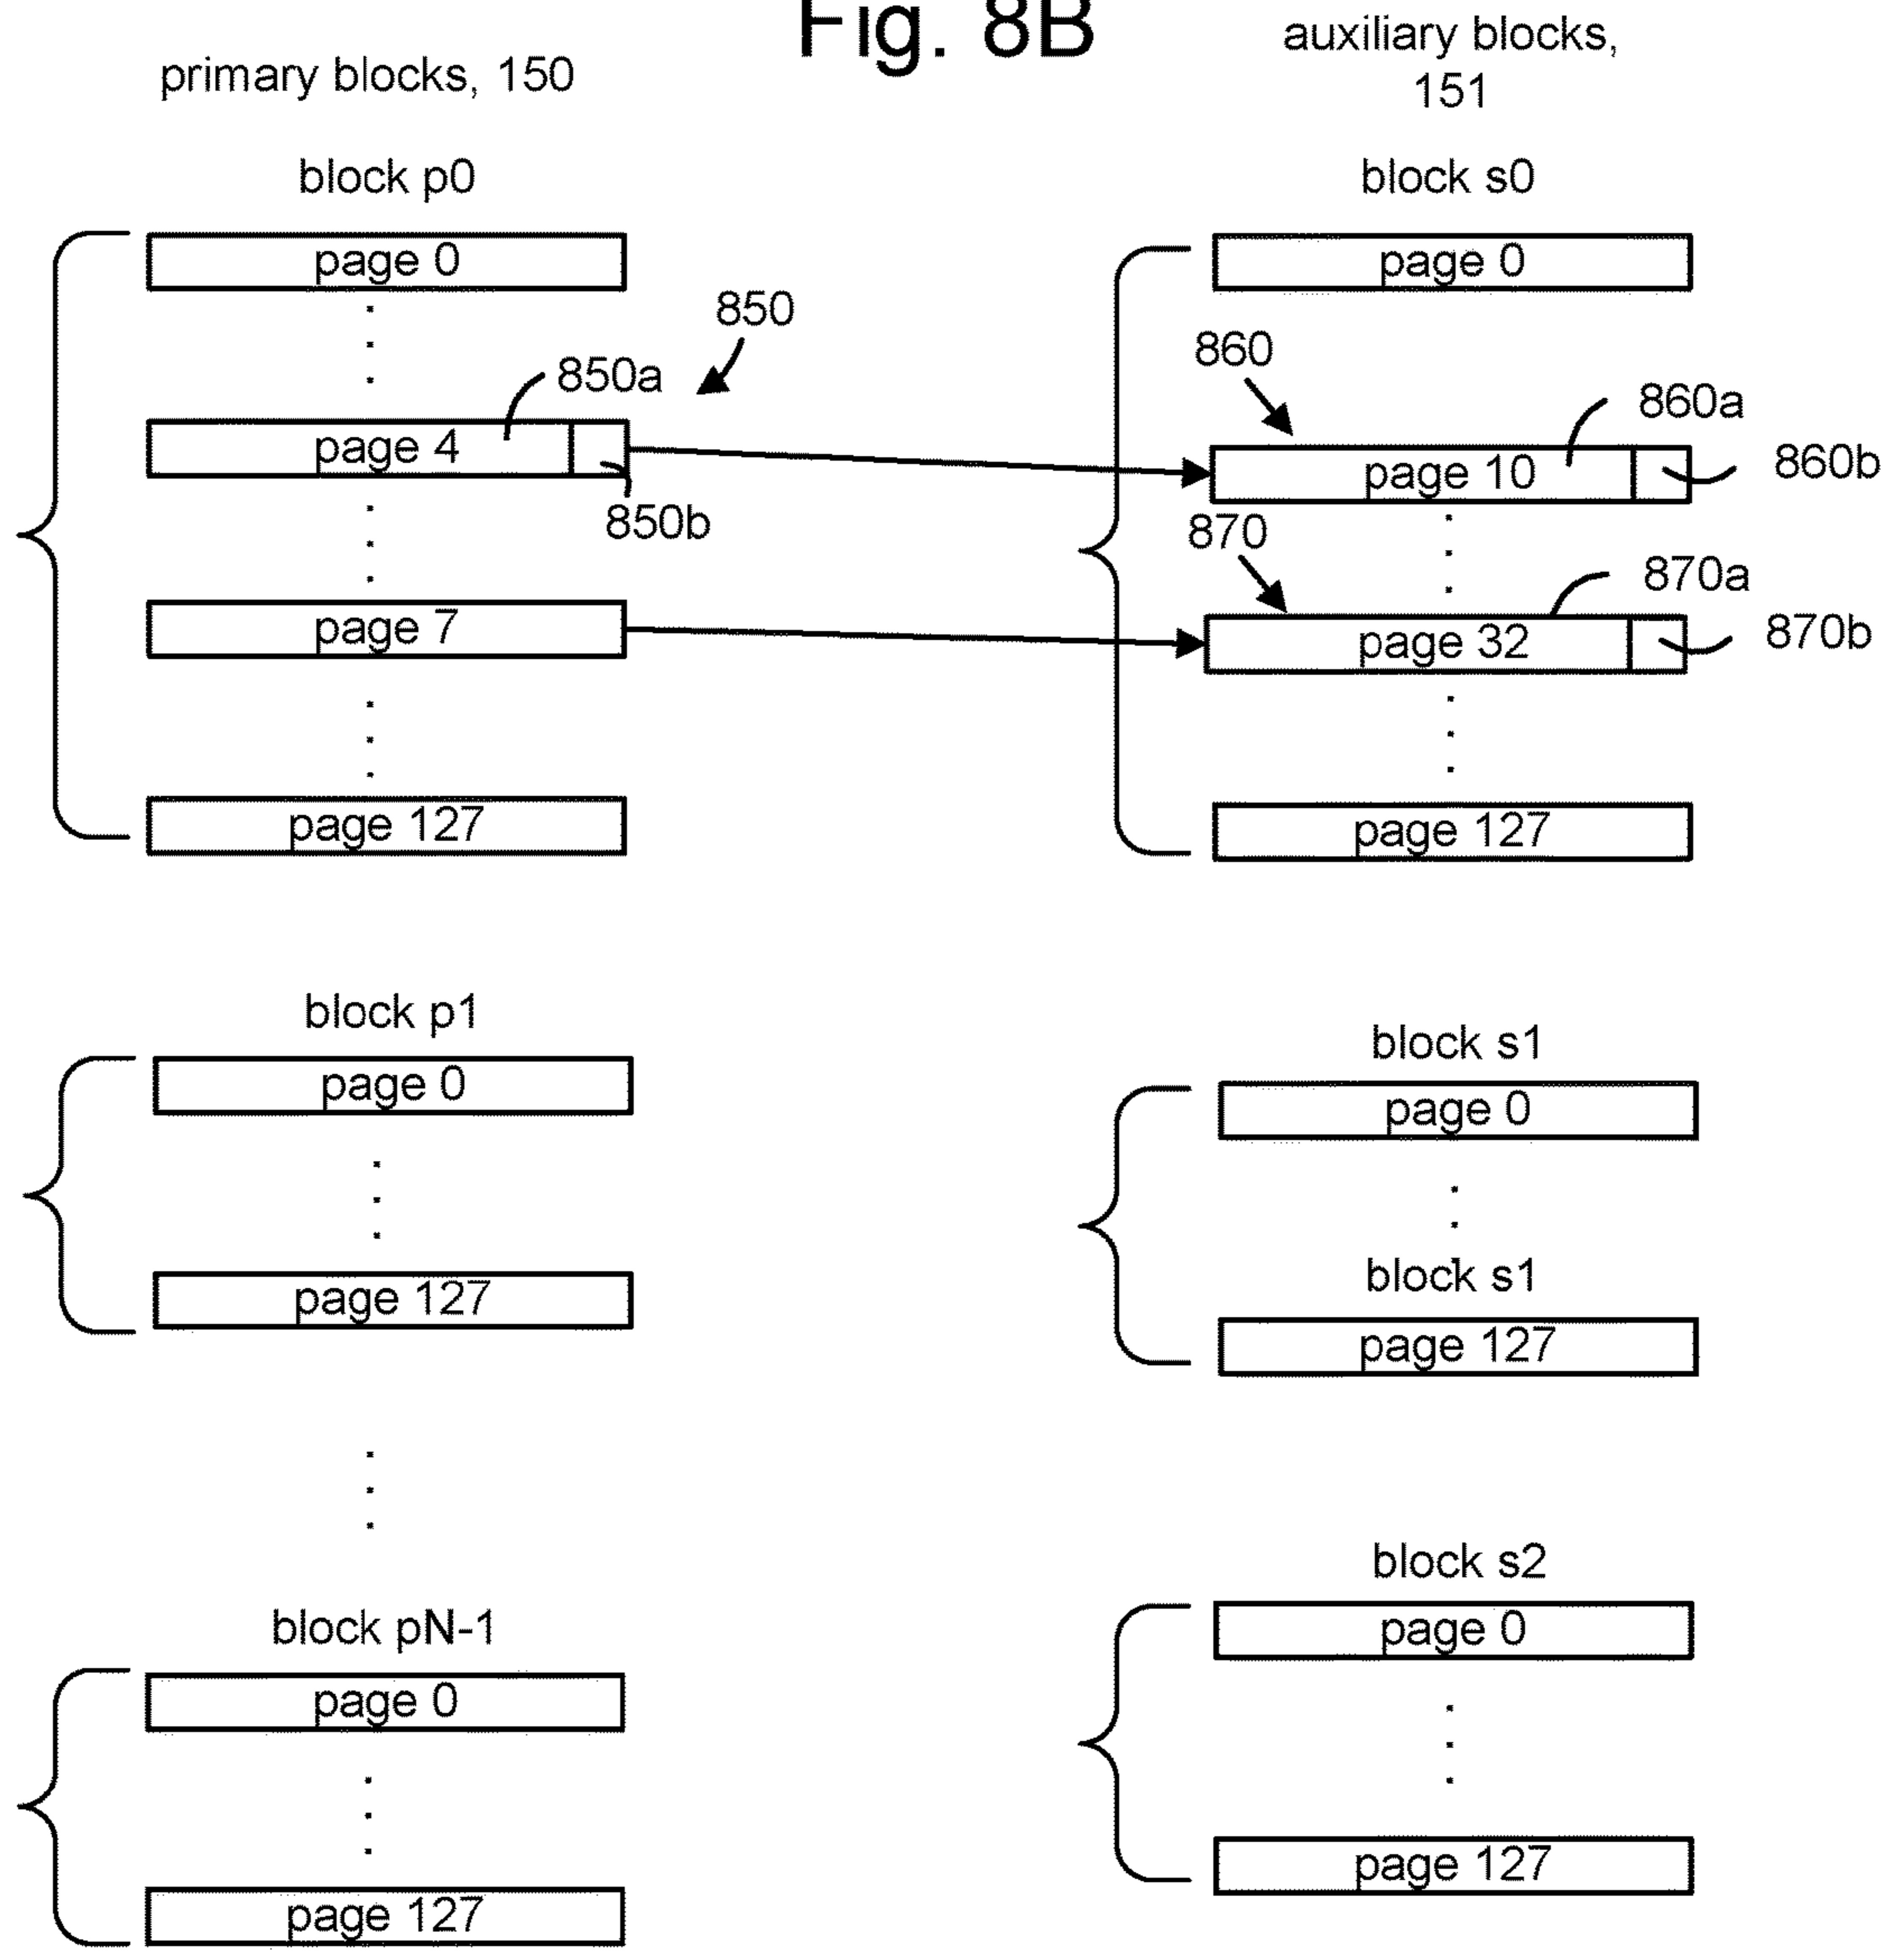 Fig. 8B
primary blocks, 150
block p0
page 0
850
850a
page 4
850b
page 7
page 127
block p1
page 0
page 127
block pN-1
page 0
page 127
auxiliary blocks,
151
block s0
page 0
860
860a
page 10
860b
870
870a
page 32
870b
page 127
block s1
page 0
block s1
page 127
block s2
page 0
page 127